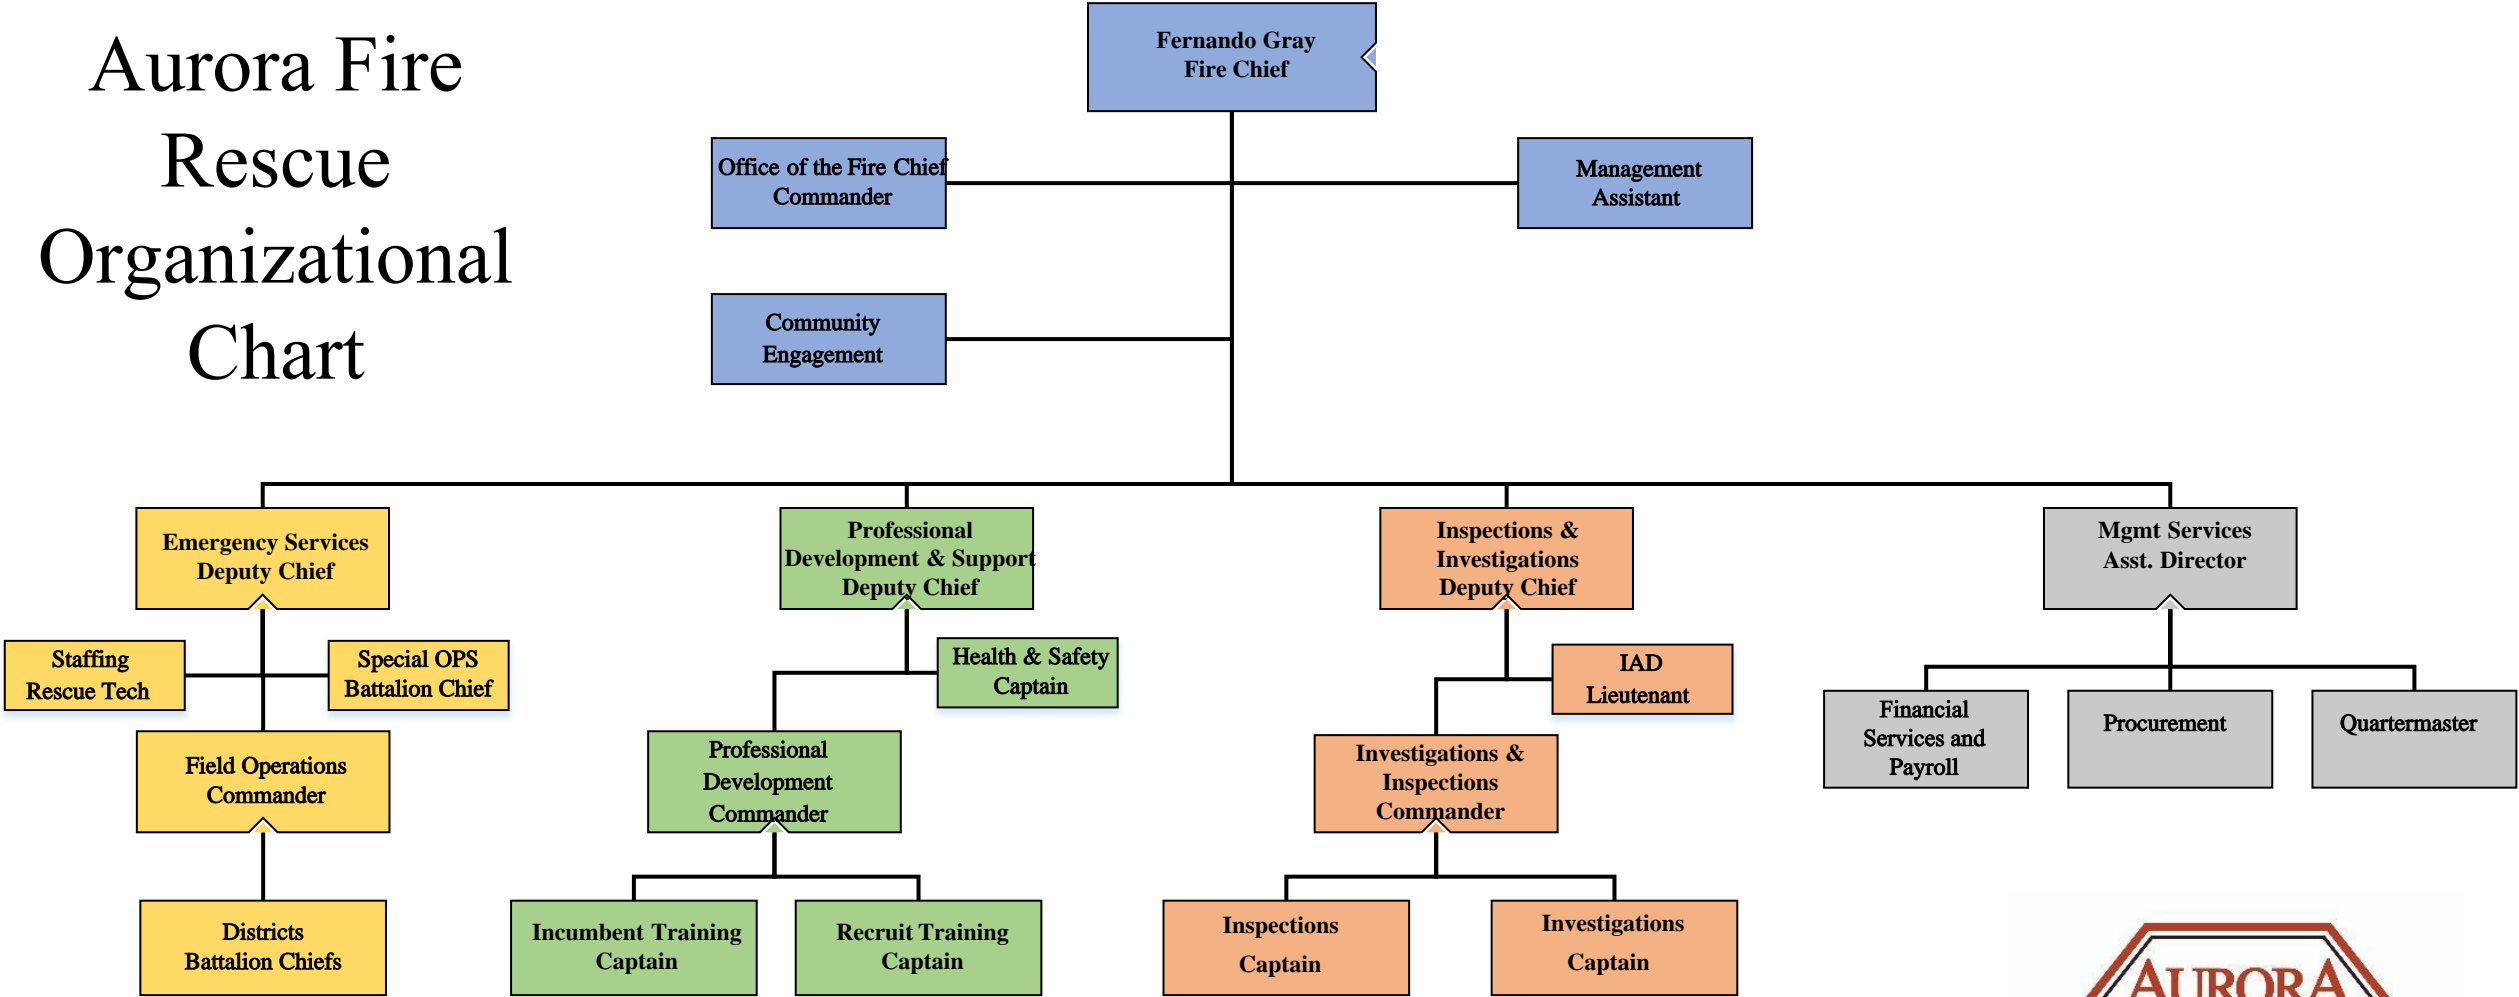 Aurora Fire
Rescue
Organizational
Chart
Fernando Gray
Fire Chief
Office of the Fire Chief
Commander
Management
Assistant
Community
Engagement
Emergency Services
Deputy Chief
Professional
Development & Support
Deputy Chief
Inspections &
Investigations
Deputy Chief
Mgmt Services
Asst. Director
Staffing
Rescue Tech
Special OPS
Battalion Chief
Health & Safety
Captain
IAD
Lieutenant
Financial
Services and
Payroll
Procurement
Quartermaster
Field Operations
Commander
Professional
Development
Commander
Investigations &
Inspections
Commander
Districts
Battalion Chiefs
Incumbent Training
Captain
Recruit Training
Captain
Inspections
Captain
Investigations
Captain
AURORA